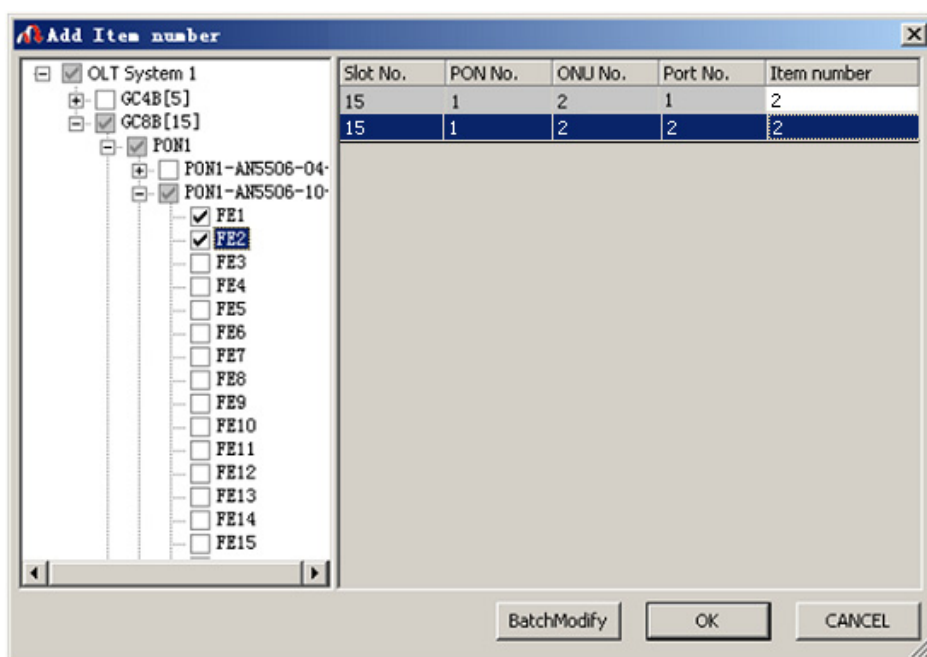 Add Item number
OLT System 1
GC4B[5]
GC8B[15]
PON1
PON1-AN5506-04-
PON1-AN5506-10-
FE1
FE2
FE3
FE4
FE5
FE6
FE7
FE8
FE9
FE10
FE11
FE12
FE13
FE14
FE15
Slot No. PON No. ONU No. Port No. Item number
15 1 2 1 2
15 1 2 2 2
BatchModify OK CANCEL